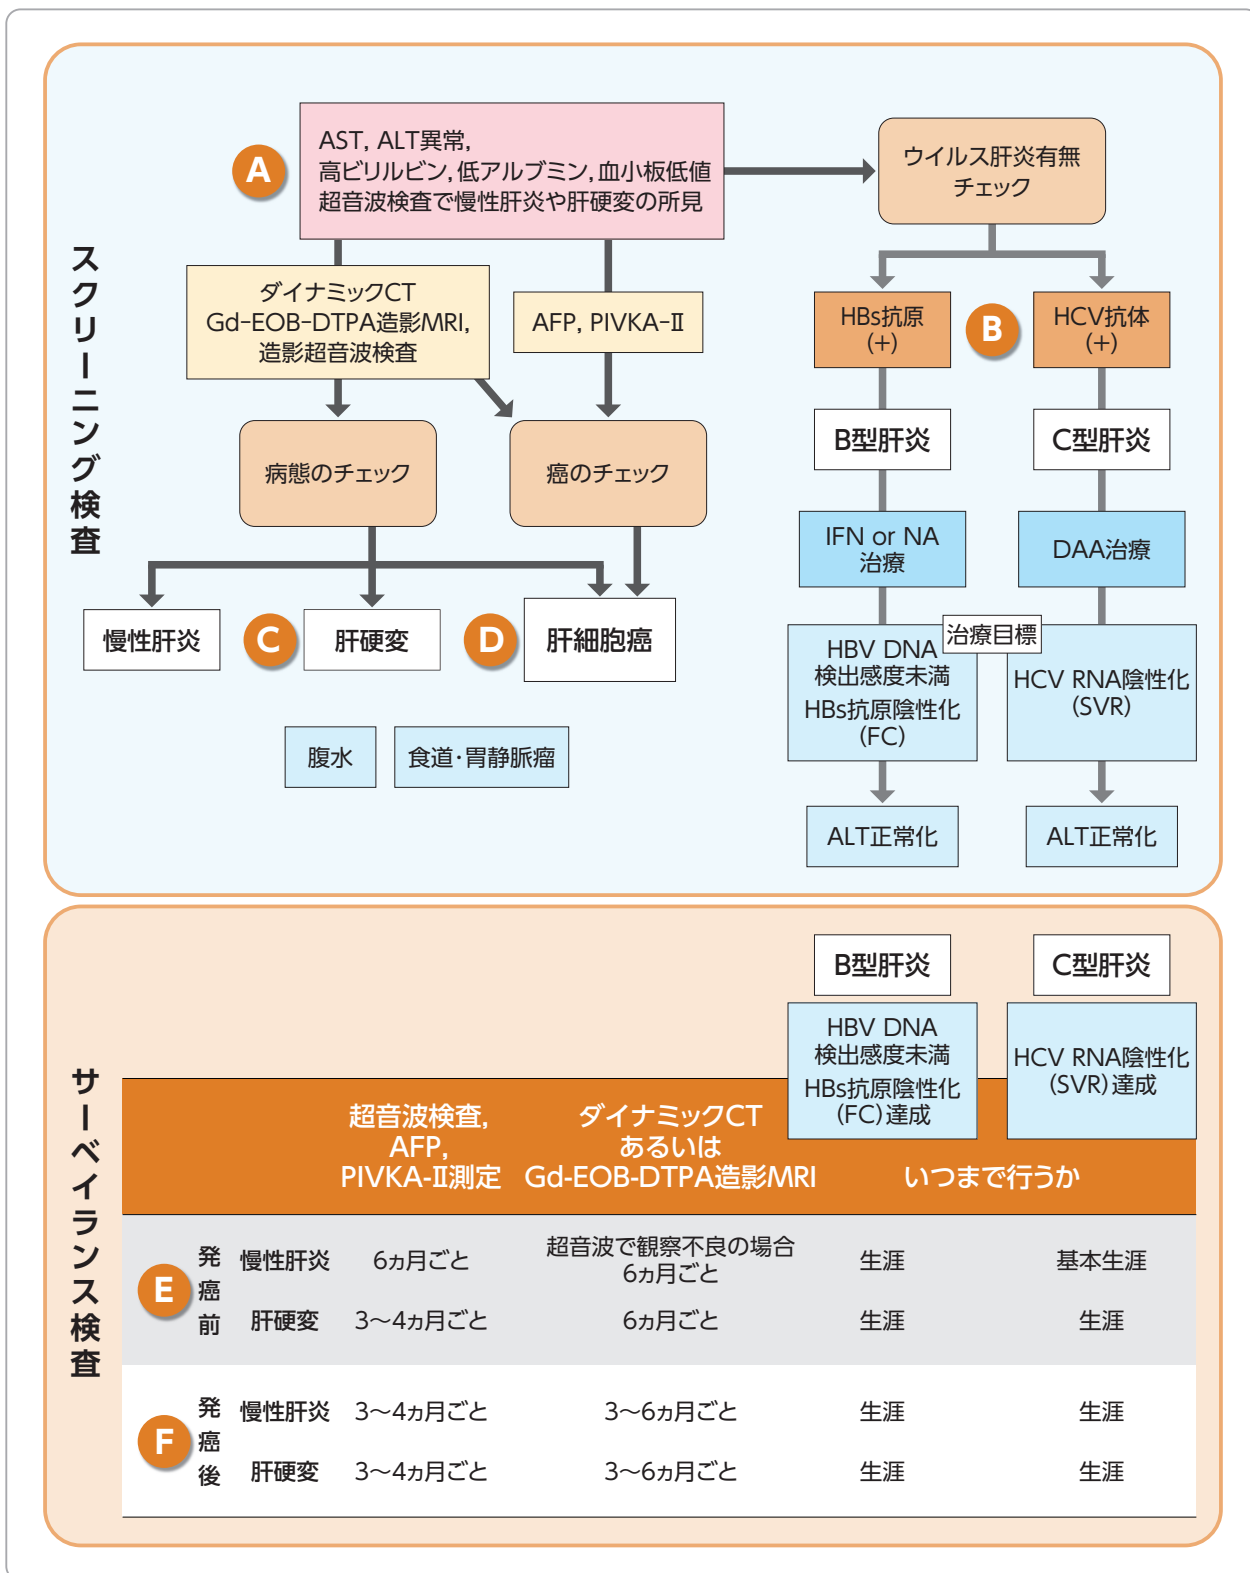 スクリーニング検査
A
AST, ALT異常,
高ビリルビン, 低アルブミン, 血小板低値
超音波検査で慢性肝炎や肝硬変の所見
ウイルス肝炎有無
チェック
ダイナミックCT
Gd-EOB-DTPA造影MRI,
造影超音波検査
AFP, PIVKA-II
HBs抗原
(+)
B
HCV抗体
(+)
病態のチェック
癌のチェック
B型肝炎
C型肝炎
IFN or NA
治療
DAA治療
慢性肝炎
C
肝硬変
D
肝細胞癌
治療目標
HBV DNA
検出感度未満
HBs抗原陰性化
(FC)
HCV RNA陰性化
(SVR)
腹水
食道・胃静脈瘤
ALT正常化
ALT正常化
サーベイランス検査
B型肝炎
C型肝炎
HBV DNA
検出感度未満
HBs抗原陰性化
(FC)達成
HCV RNA陰性化
(SVR)達成
超音波検査,
AFP,
PIVKA-II測定
ダイナミックCT
あるいは
Gd-EOB-DTPA造影MRI
いつまで行うか
E
発癌前
慢性肝炎
6ヵ月ごと
超音波で観察不良の場合
6ヵ月ごと
生涯
基本生涯
肝硬変
3〜4ヵ月ごと
6ヵ月ごと
生涯
生涯
F
発癌後
慢性肝炎
3〜4ヵ月ごと
3〜6ヵ月ごと
生涯
生涯
肝硬変
3〜4ヵ月ごと
3〜6ヵ月ごと
生涯
生涯